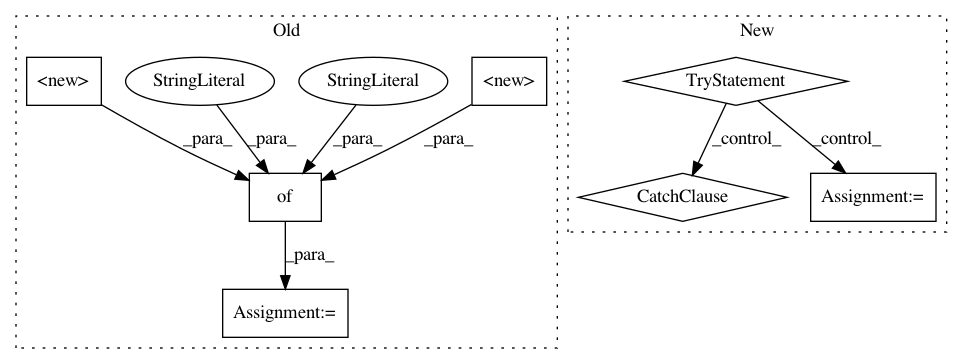 Old
New
<new>
StringLiteral
StringLiteral
<new>
TryStatement
_para_
_para_
_para_
_para_
_control_
_control_
of
CatchClause
Assignment:=
_para_
Assignment:=